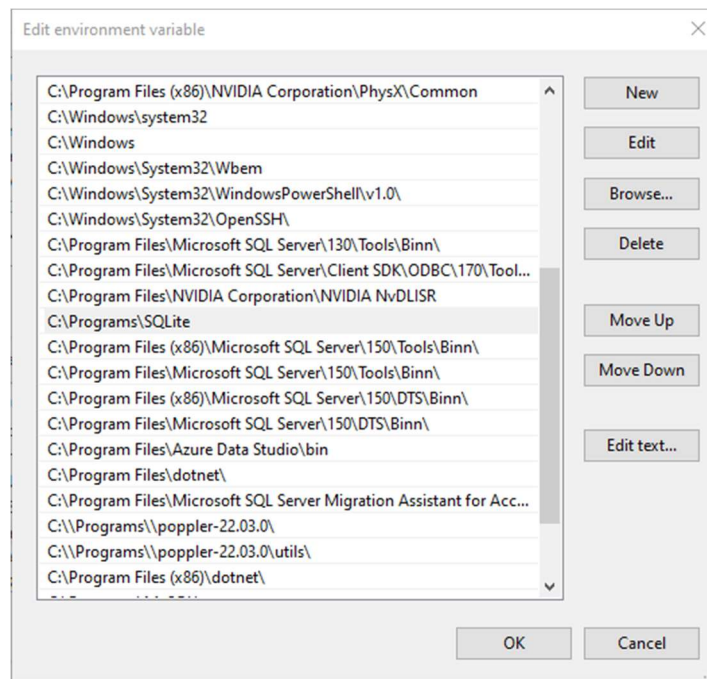 Edit environment variable
C:\Program Files (x86)\NVIDIA Corporation\PhysX\Common
C:\Windows\system32
C:\Windows
C:\Windows\System32\Wbem
C:\Windows\System32\WindowsPowerShell\v1.0\
C:\Windows\System32\OpenSSH\
C:\Program Files\Microsoft SQL Server\130\Tools\Binn\
C:\Program Files\Microsoft SQL Server\Client SDK\ODBC\170\Tool...
C:\Program Files\NVIDIA Corporation\NVIDIA NvDLISR
C:\Programs\SQLite
C:\Program Files (x86)\Microsoft SQL Server\150\Tools\Binn\
C:\Program Files\Microsoft SQL Server\150\Tools\Binn\
C:\Program Files (x86)\Microsoft SQL Server\150\DTS\Binn\
C:\Program Files\Microsoft SQL Server\150\DTS\Binn\
C:\Program Files\Azure Data Studio\bin
C:\Program Files\dotnet\
C:\Program Files\Microsoft SQL Server Migration Assistant for Acc...
C:\\Programs\\poppler-22.03.0\
C:\\Programs\\poppler-22.03.0\utils\
C:\Program Files (x86)\dotnet\
New
Edit
Browse...
Delete
Move Up
Move Down
Edit text...
OK
Cancel